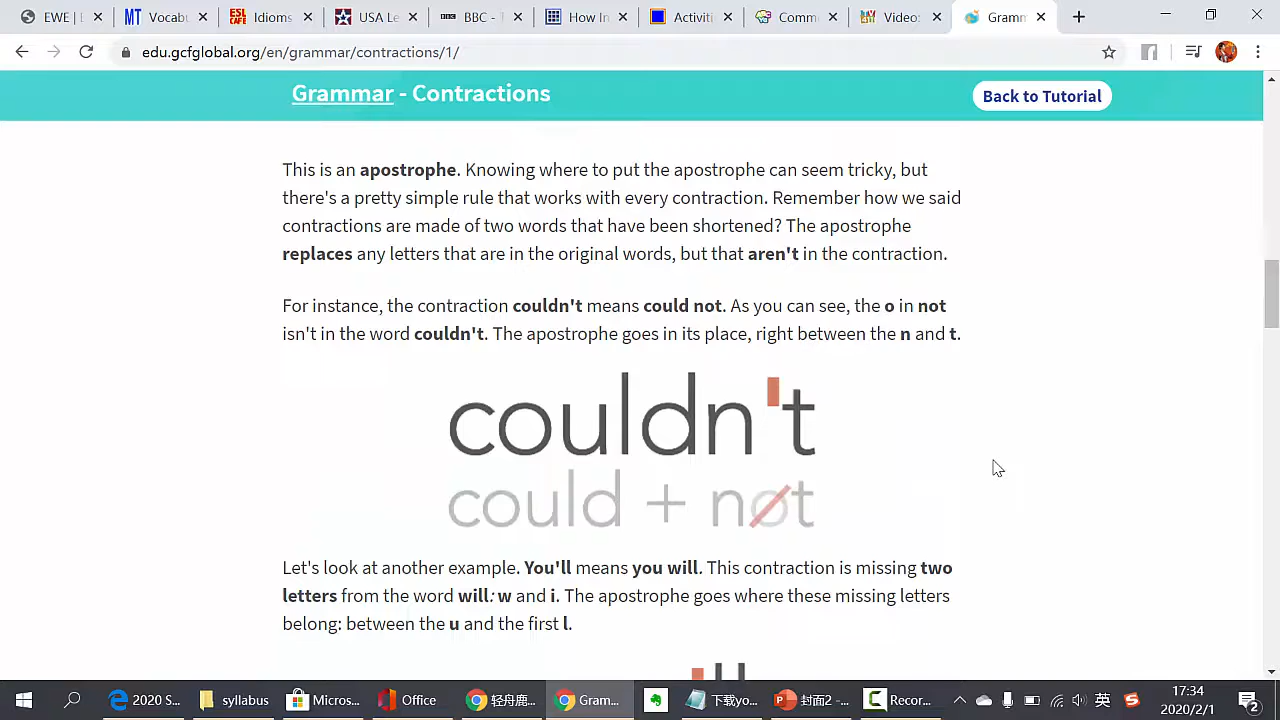 EWE | t
MT Vocabu
ESL CAFE Idioms
USA Le
BBC BBC - T
How In
Activiti
Comm
Video
Gramm
edu.gcfglobal.org/en/grammar/contractions/1/
Grammar - Contractions
Back to Tutorial
This is an apostrophe. Knowing where to put the apostrophe can seem tricky, but
there's a pretty simple rule that works with every contraction. Remember how we said
contractions are made of two words that have been shortened? The apostrophe
replaces any letters that are in the original words, but that aren't in the contraction.
For instance, the contraction couldn't means could not. As you can see, the o in not
isn't in the word couldn't. The apostrophe goes in its place, right between the n and t.
couldn't
could + not
Let's look at another example. You'll means you will. This contraction is missing two
letters from the word will: w and i. The apostrophe goes where these missing letters
belong: between the u and the first l.
2020 S...
syllabus
Micros...
Office
轻舟鹿...
Gram...
下载yo...
封面2 -...
Recor...
英
17:34
2020/2/1
2